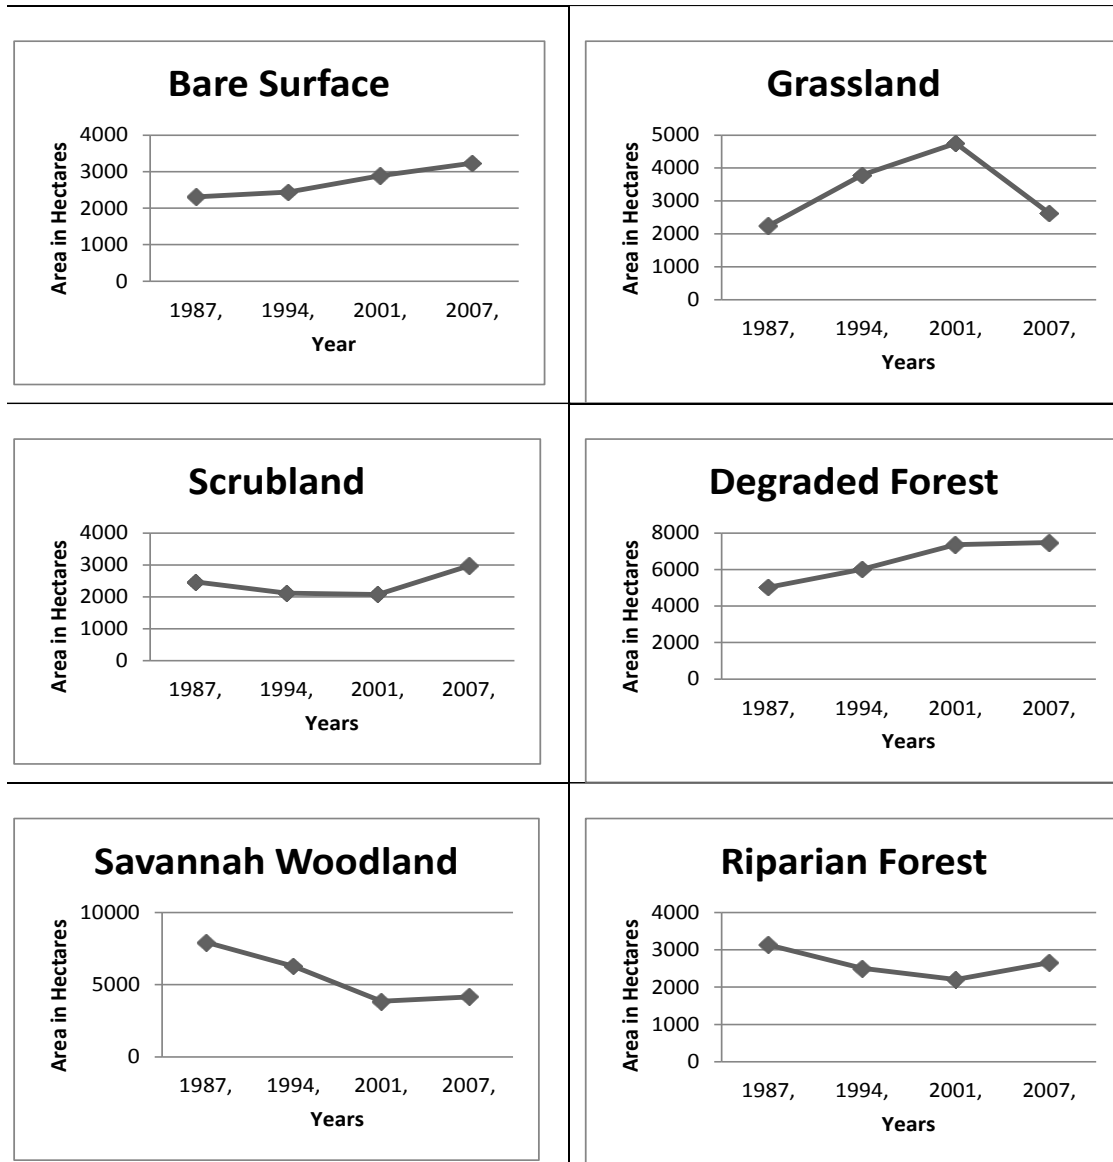 Bare Surface
Area in Hectares
4000
3000
2000
1000
0
1987, 1994, 2001, 2007,
Year
Grassland
Area in Hectares
5000
4000
3000
2000
1000
0
1987, 1994, 2001, 2007,
Years
Scrubland
Area in Hectares
4000
3000
2000
1000
0
1987, 1994, 2001, 2007,
Years
Degraded Forest
Area in Hectares
8000
6000
4000
2000
0
1987, 1994, 2001, 2007,
Years
Savannah Woodland
Area in Hectares
10000
5000
0
1987, 1994, 2001, 2007,
Years
Riparian Forest
Area in Hectares
4000
3000
2000
1000
0
1987, 1994, 2001, 2007,
Years